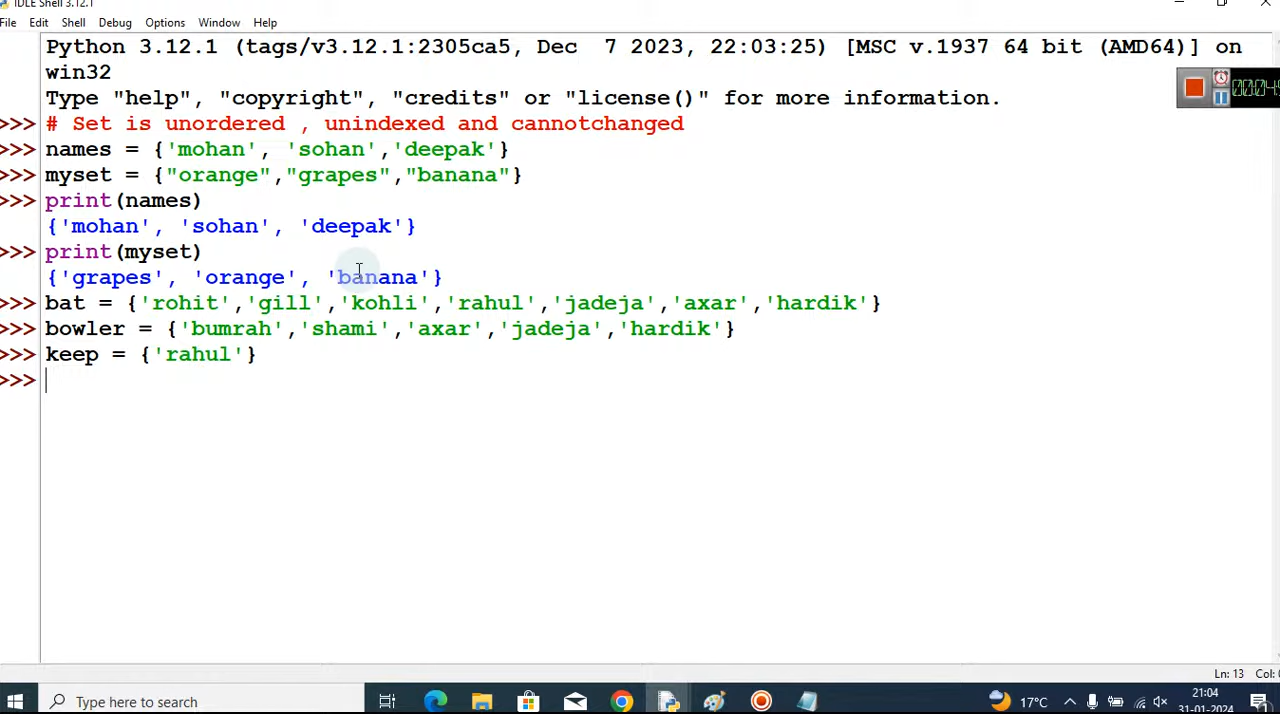 IDLE Shell 3.12.1
File Edit Shell Debug Options Window Help
Python 3.12.1 (tags/v3.12.1:2305ca5, Dec  7 2023, 22:03:25) [MSC v.1937 64 bit (AMD64)] on
win32
Type "help", "copyright", "credits" or "license()" for more information.
>>> # Set is unordered , unindexed and cannotchanged
>>> names = {'mohan', 'sohan','deepak'}
>>> myset = {"orange","grapes","banana"}
>>> print(names)
{'mohan', 'sohan', 'deepak'}
>>> print(myset)
{'grapes', 'orange', 'banana'}
>>> bat = {'rohit','gill','kohli','rahul','jadeja','axar','hardik'}
>>> bowler = {'bumrah','shami','axar','jadeja','hardik'}
>>> keep = {'rahul'}
>>>
Ln: 13 Col:
Type here to search
17°C
21:04
31-01-2024